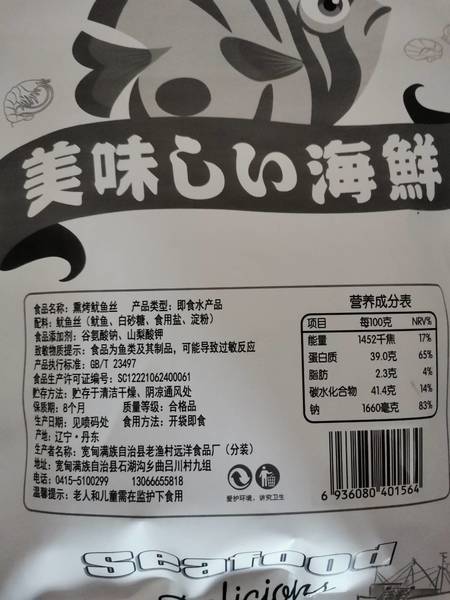 美味しい海鮮
食品名称：熏烤鱿鱼丝 产品类型：即食水产品
配料：鱿鱼丝（鱿鱼、白砂糖、食用盐、淀粉）
食品添加剂：谷氨酸钠、山梨酸钾
致敏物质提示：食品为鱼类及其制品，可能导致过敏反应
产品执行标准：GB/T 23497
食品生产许可证编号：SC12221062400061
贮存方法：贮存于清洁干燥、阴凉通风处
保质期：8个月 质量等级：合格品
生产日期：见喷码处 食用方法：开袋即食
产地：辽宁·丹东
生产者名称：宽甸满族自治县老渔村远洋食品厂（分装）
地址：宽甸满族自治县石湖沟乡曲吕川村九组
电话：0415-5100299 13066655818
温馨提示：老人和儿童需在监护下食用
营养成分表
项目 每100克 NRV%
能量 1452千焦 17%
蛋白质 39.0克 65%
脂肪 2.3克 4%
碳水化合物 41.4克 14%
钠 1660毫克 83%
爱护环境，讲究卫生
6 936080 401564
Seafood
Delicious